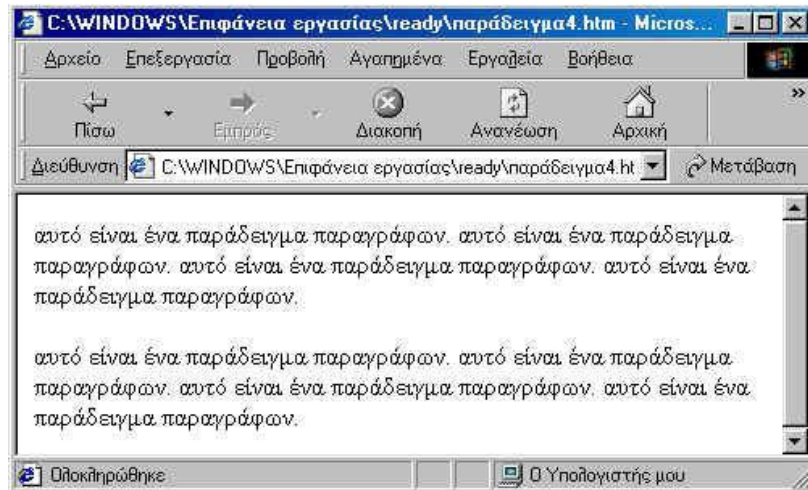 C:\WINDOWS\Επιφάνεια εργασίας\ready\παράδειγμα4.htm - Micros...
Αρχείο Επεξεργασία Προβολή Αγαπημένα Εργαλεία Βοήθεια
»
Πίσω Εμπρός Διακοπή Ανανέωση Αρχική
Διεύθυνση C:\WINDOWS\Επιφάνεια εργασίας\ready\παράδειγμα4.ht Μετάβαση
αυτό είναι ένα παράδειγμα παραγράφων. αυτό είναι ένα παράδειγμα
παραγράφων. αυτό είναι ένα παράδειγμα παραγράφων. αυτό είναι ένα
παράδειγμα παραγράφων.
αυτό είναι ένα παράδειγμα παραγράφων. αυτό είναι ένα παράδειγμα
παραγράφων. αυτό είναι ένα παράδειγμα παραγράφων. αυτό είναι ένα
παράδειγμα παραγράφων.
Ολοκληρώθηκε Ο Υπολογιστής μου